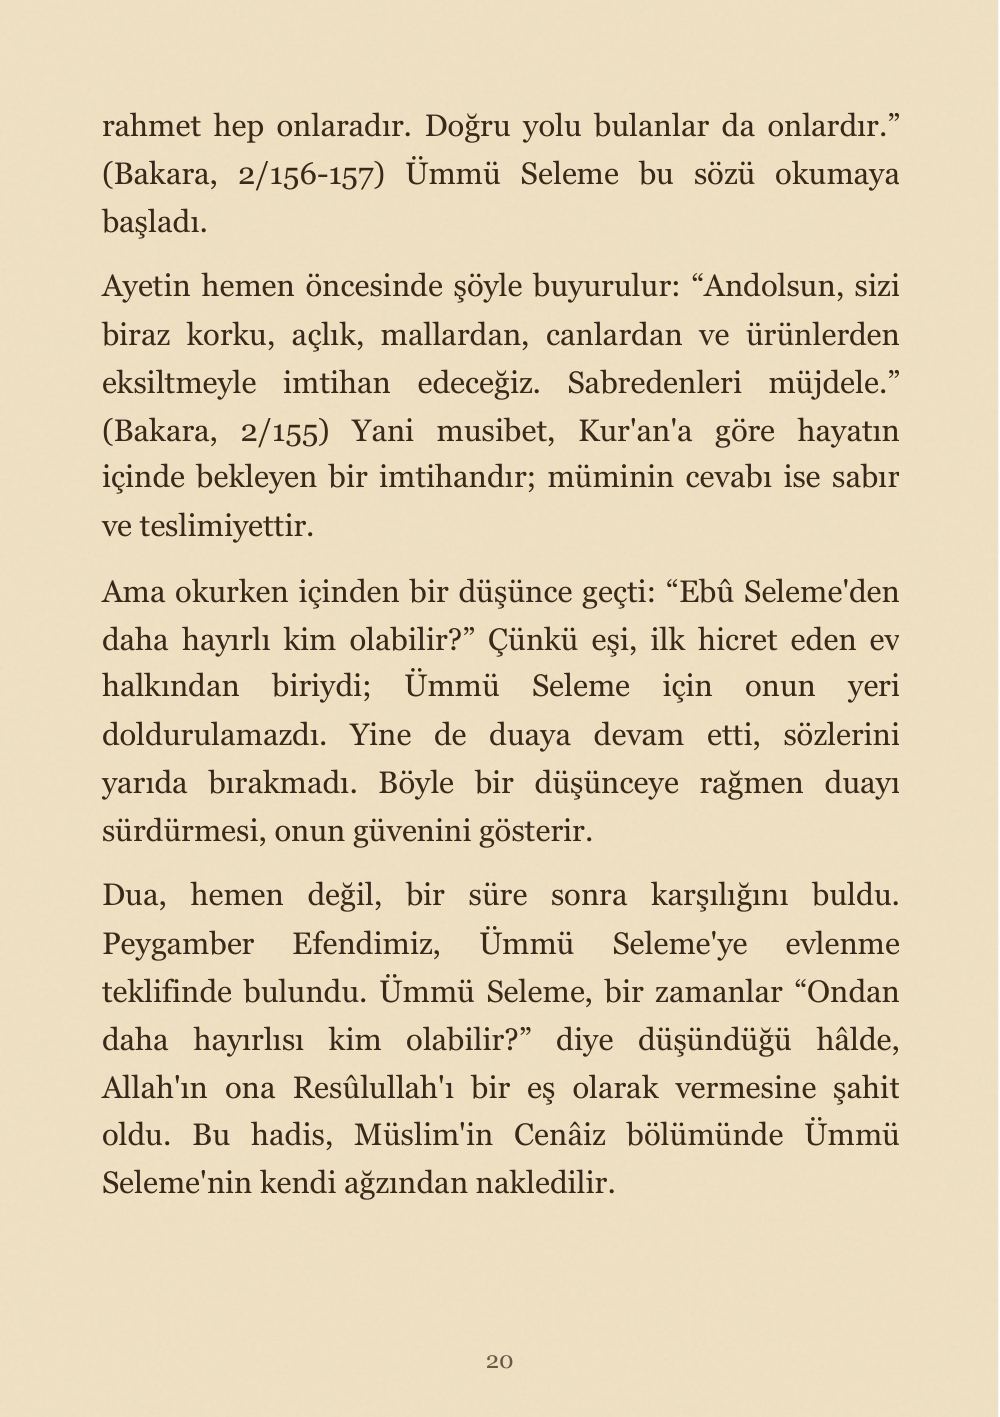 rahmet hep onlaradır. Doğru yolu bulanlar da onlardır.”
(Bakara, 2/156-157) Ümmü Seleme bu sözü okumaya
başladı.
Ayetin hemen öncesinde şöyle buyurulur: “Andolsun, sizi
biraz korku, açlık, mallardan, canlardan ve ürünlerden
eksiltmeyle imtihan edeceğiz. Sabredenleri müjdele.”
(Bakara, 2/155) Yani musibet, Kur'an'a göre hayatın
içinde bekleyen bir imtihandır; müminin cevabı ise sabır
ve teslimiyettir.
Ama okurken içinden bir düşünce geçti: “Ebû Seleme'den
daha hayırlı kim olabilir?” Çünkü eşi, ilk hicret eden ev
halkından biriydi; Ümmü Seleme için onun yeri
doldurulamazdı. Yine de duaya devam etti, sözlerini
yarıda bırakmadı. Böyle bir düşünceye rağmen duayı
sürdürmesi, onun güvenini gösterir.
Dua, hemen değil, bir süre sonra karşılığını buldu.
Peygamber Efendimiz, Ümmü Seleme'ye evlenme
teklifinde bulundu. Ümmü Seleme, bir zamanlar “Ondan
daha hayırlısı kim olabilir?” diye düşündüğü hâlde,
Allah'ın ona Resûlullah'ı bir eş olarak vermesine şahit
oldu. Bu hadis, Müslim'in Cenâiz bölümünde Ümmü
Seleme'nin kendi ağzından nakledilir.
20